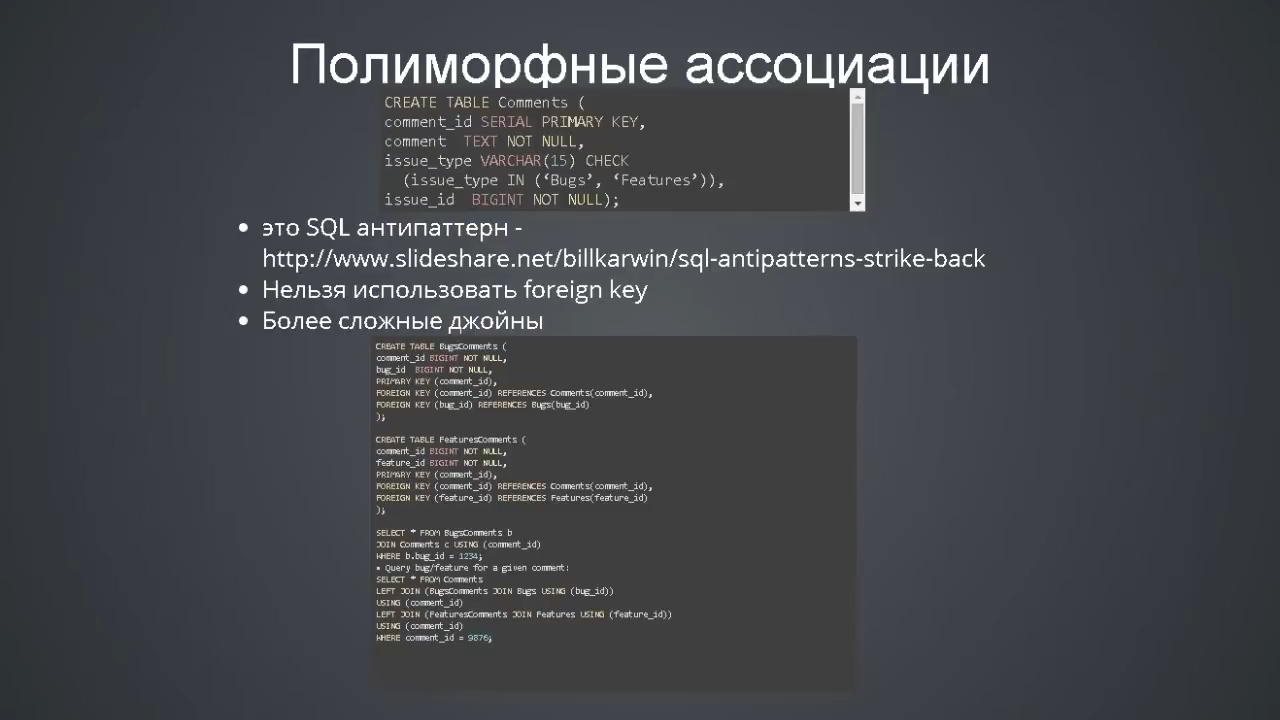 Полиморфные ассоциации
CREATE TABLE Comments (
comment_id SERIAL PRIMARY KEY,
comment TEXT NOT NULL,
issue_type VARCHAR(15) CHECK
(issue_type IN (‘Bugs’, ‘Features’)),
issue_id BIGINT NOT NULL);
• это SQL антипаттерн -
http://www.slideshare.net/billkarwin/sql-antipatterns-strike-back
• Нельзя использовать foreign key
• Более сложные джойны
CREATE TABLE BugsComments (
comment_id BIGINT NOT NULL,
bug_id BIGINT NOT NULL,
PRIMARY KEY (comment_id),
FOREIGN KEY (comment_id) REFERENCES Comments(comment_id),
FOREIGN KEY (bug_id) REFERENCES Bugs(bug_id)
);
CREATE TABLE FeaturesComments (
comment_id BIGINT NOT NULL,
feature_id BIGINT NOT NULL,
PRIMARY KEY (comment_id),
FOREIGN KEY (comment_id) REFERENCES Comments(comment_id),
FOREIGN KEY (feature_id) REFERENCES Features(feature_id)
);
SELECT * FROM BugsComments b
JOIN Comments c USING (comment_id)
WHERE b.bug_id = 1234;
• Query bug/feature for a given comment:
SELECT * FROM Comments
LEFT JOIN (BugsComments JOIN Bugs USING (bug_id))
USING (comment_id)
LEFT JOIN (FeaturesComments JOIN Features USING (feature_id))
USING (comment_id)
WHERE comment_id = 9876;